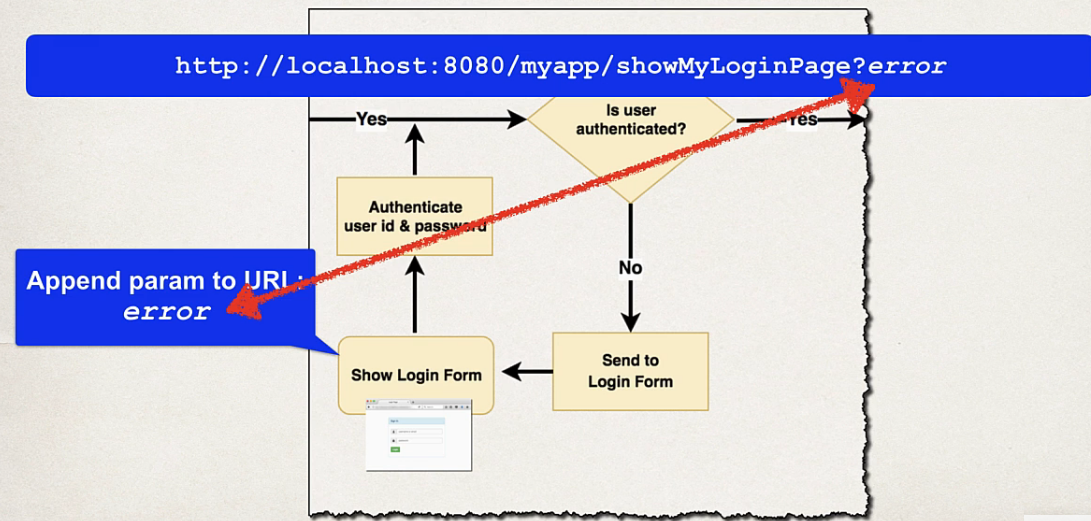 http://localhost:8080/myapp/showMyLoginPage?error
Is user
authenticated?
Yes
Yes
Authenticate
user id & password
Append param to URL:
error
No
Show Login Form
Send to
Login Form